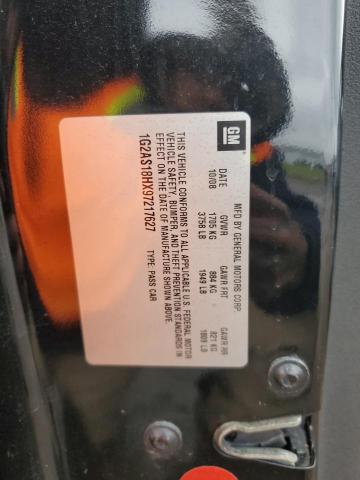 GM
MFD BY GENERAL MOTORS CORP
DATE GVWR GAWR FRT GAWR RR
10/08 1705 KG 884 KG 821 KG
3758 LB 1949 LB 1809 LB
THIS VEHICLE CONFORMS TO ALL APPLICABLE U.S. FEDERAL MOTOR
VEHICLE SAFETY, BUMPER, AND THEFT PREVENTION STANDARDS IN
EFFECT ON THE DATE OF MANUFACTURE SHOWN ABOVE.
1G2AS18HX97217627 TYPE: PASS CAR